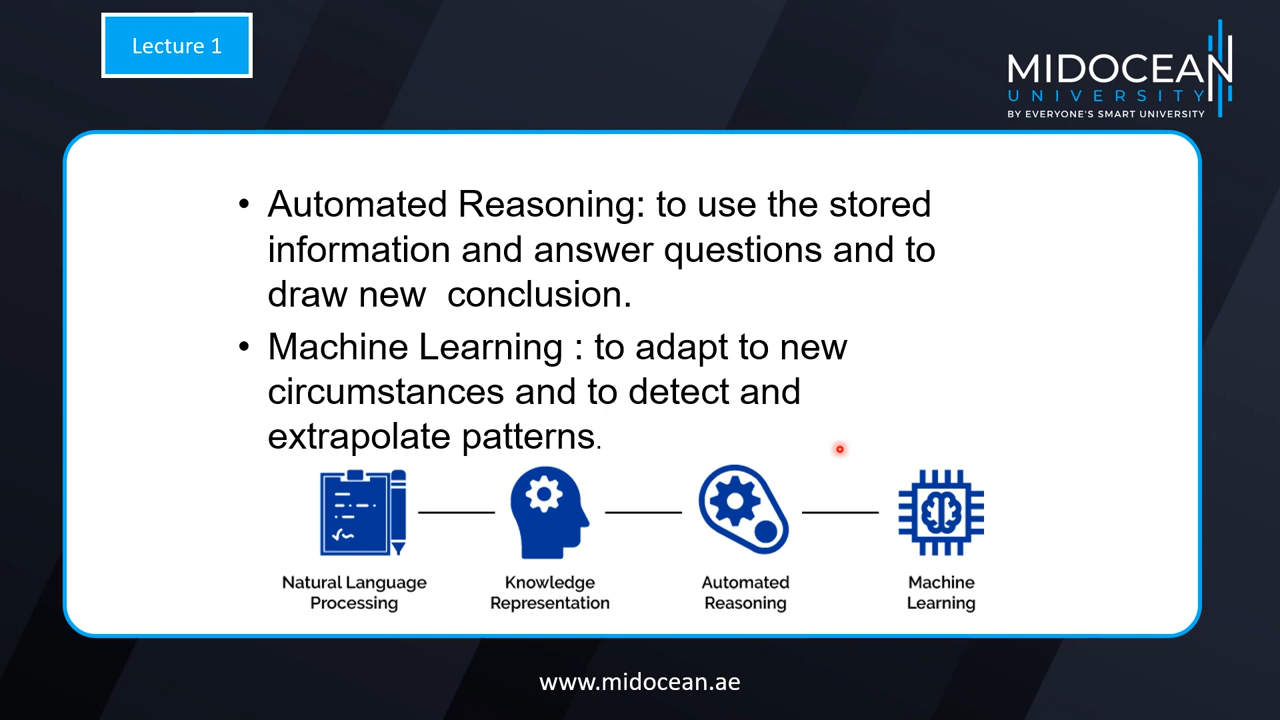 Lecture 1
MIDOCEAN
UNIVERSITY
BY EVERYONE'S SMART UNIVERSITY
• Automated Reasoning: to use the stored
information and answer questions and to
draw new  conclusion.
• Machine Learning : to adapt to new
circumstances and to detect and
extrapolate patterns.
Natural Language
Processing
Knowledge
Representation
Automated
Reasoning
Machine
Learning
www.midocean.ae